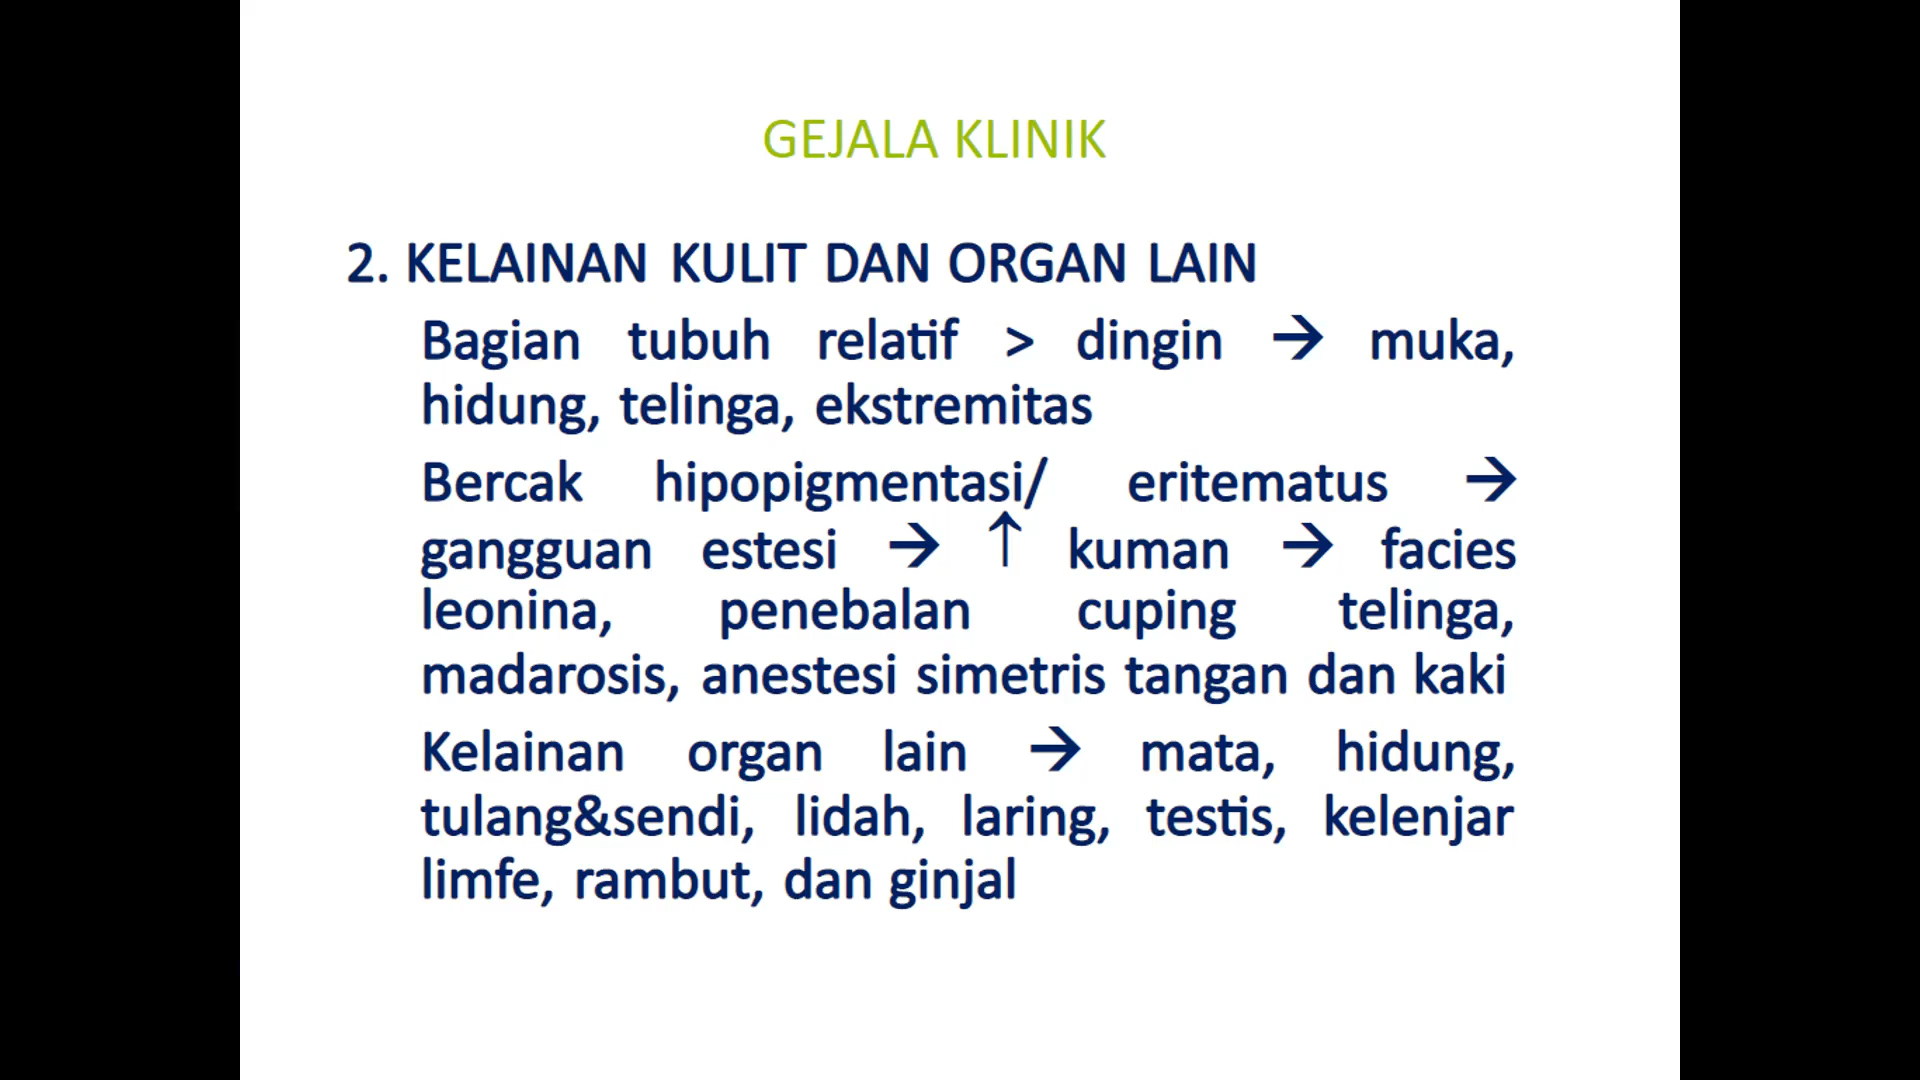 GEJALA KLINIK
2. KELAINAN KULIT DAN ORGAN LAIN
Bagian tubuh relatif > dingin → muka,
hidung, telinga, ekstremitas
Bercak hipopigmentasi/ eritematus →
gangguan estesi → ↑ kuman → facies
leonina, penebalan cuping telinga,
madarosis, anestesi simetris tangan dan kaki
Kelainan organ lain → mata, hidung,
tulang&sendi, lidah, laring, testis, kelenjar
limfe, rambut, dan ginjal